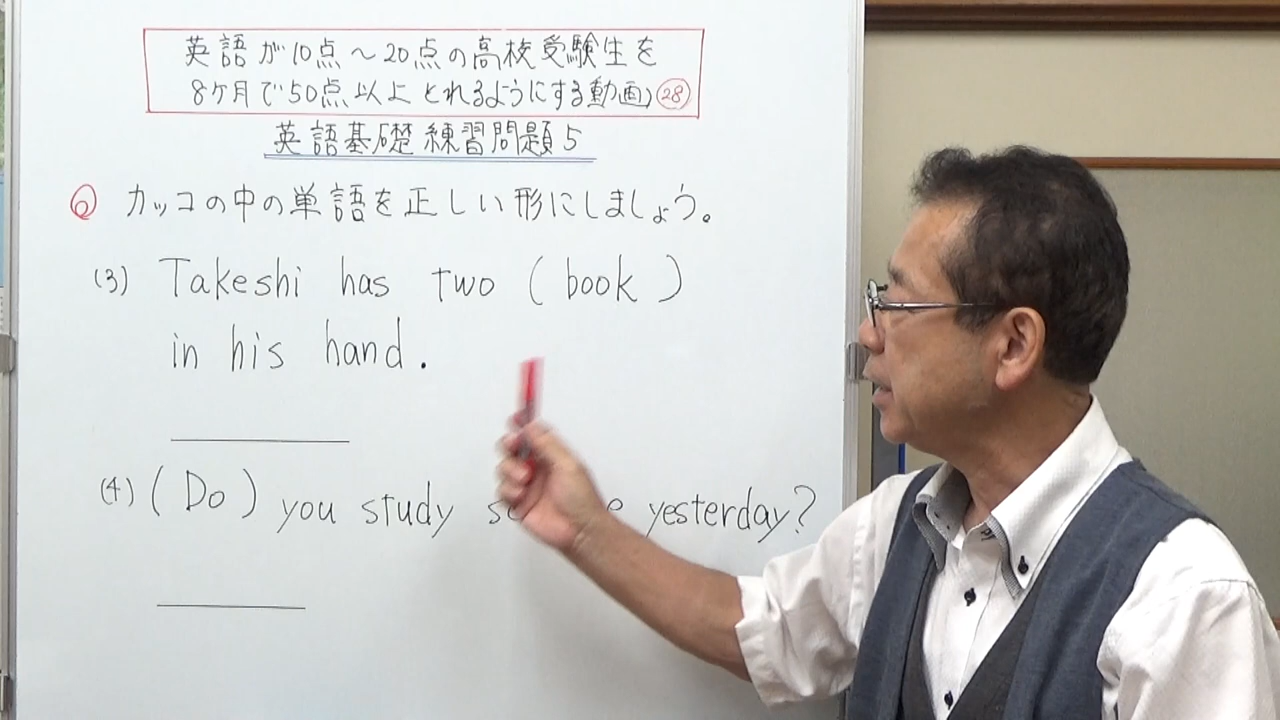 英語が10点～20点の高校受験生を
8ヶ月で50点以上とれるようにする動画)㉘
英語基礎練習問題5
Q カッコの中の単語を正しい形にしましょう。
(3) Takeshi has two ( book )
in his hand.
(4) ( Do ) you study yesterday?